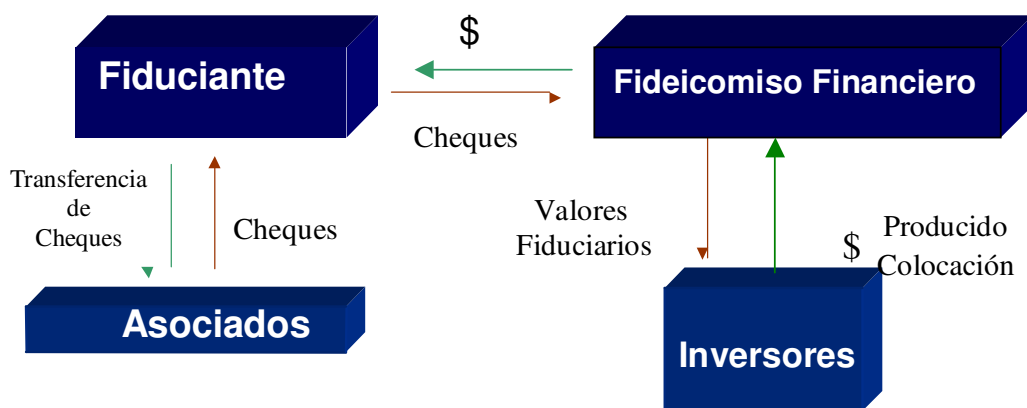 $
Fiduciante
Fideicomiso Financiero
Cheques
Transferencia
de
Cheques
Cheques
Valores
Fiduciarios
$
Producido
Colocación
Asociados
Inversores